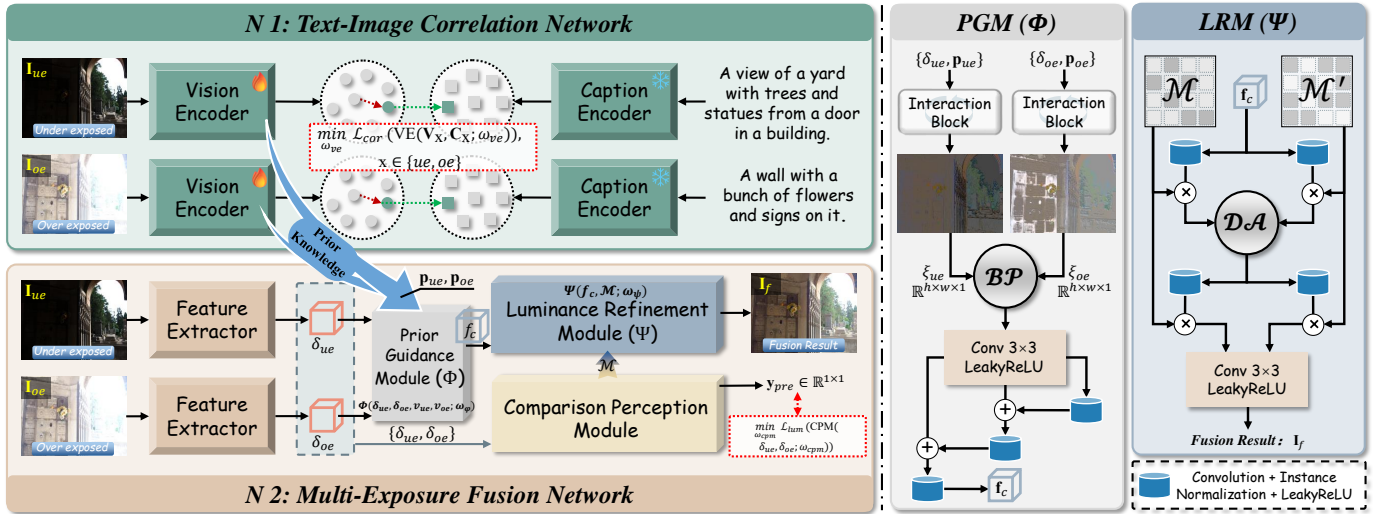 N 1: Text-Image Correlation Network
I_ue
Under exposed
Vision
Encoder
Caption
Encoder
A view of a yard
with trees and
statues from a door
in a building.
min L_cor (VE(V_X, C_X; ω_ve)),
ω_ve
x ∈ {ue, oe}
I_oe
Over exposed
Vision
Encoder
Caption
Encoder
A wall with a
bunch of flowers
and signs on it.
Prior
Knowledge
I_ue
Under exposed
Feature
Extractor
δ_ue
p_ue, p_oe
Prior
Guidance
Module (Φ)
Φ(δ_ue, δ_oe, v_ue, v_oe; ω_φ)
f_c
Ψ(f_c, M; ω_ψ)
Luminance Refinement
Module (Ψ)
I_f
Fusion Result
I_oe
Over exposed
Feature
Extractor
δ_oe
{δ_ue, δ_oe}
M
Comparison Perception
Module
y_pre ∈ ℝ^{1×1}
min L_lum (CPM(
ω_cpm
δ_ue, δ_oe; ω_cpm))
N 2: Multi-Exposure Fusion Network
PGM (Φ)
{δ_ue, p_ue}
{δ_oe, p_oe}
Interaction
Block
Interaction
Block
ξ_ue
ℝ^{h×w×1}
BP
ξ_oe
ℝ^{h×w×1}
Conv 3×3
LeakyReLU
+
+
f_c
LRM (Ψ)
M
f_c
M′
×
×
DA
×
×
Conv 3×3
LeakyReLU
Fusion Result: I_f
Convolution + Instance
Normalization + LeakyReLU